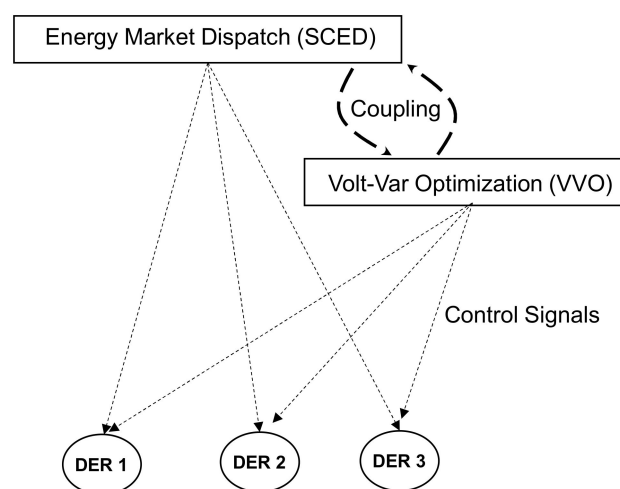 Energy Market Dispatch (SCED)
Coupling
Volt-Var Optimization (VVO)
Control Signals
DER 1
DER 2
DER 3